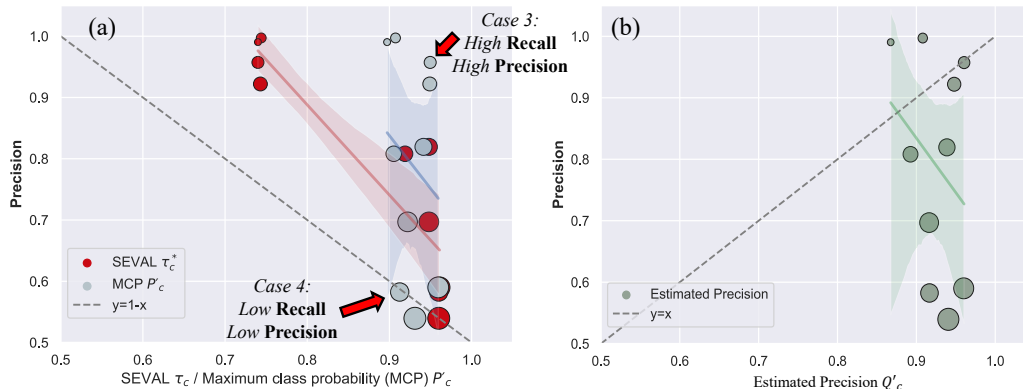 (a)
Case 3:
High Recall
High Precision
1.0
0.9
0.8
0.7
0.6
0.5
Precision
SEVAL τ*c
MCP P′c
y=1-x
Case 4:
Low Recall
Low Precision
0.5 0.6 0.7 0.8 0.9 1.0
SEVAL τc / Maximum class probability (MCP) P′c
(b)
1.0
0.9
0.8
0.7
0.6
0.5
Precision
Estimated Precision
y=x
0.5 0.6 0.7 0.8 0.9 1.0
Estimated Precision Q′c